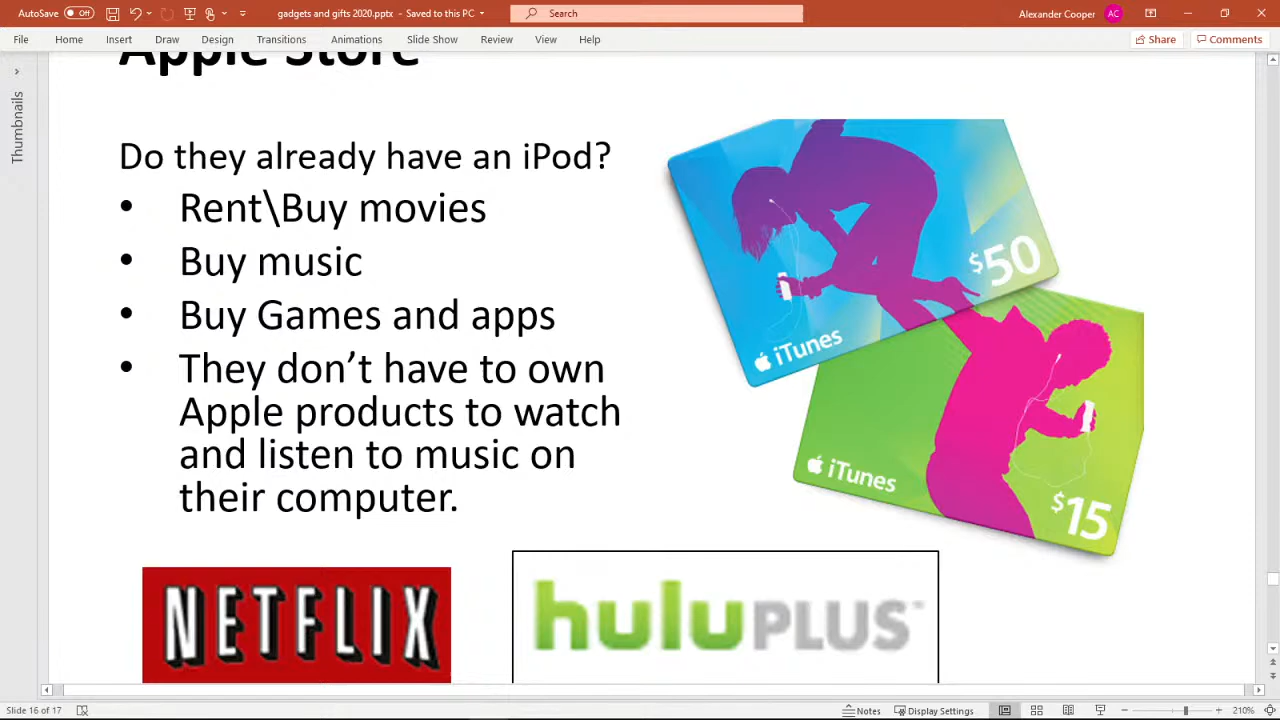 AutoSave Off gadgets and gifts 2020.pptx - Saved to this PC Search Alexander Cooper AC
File Home Insert Draw Design Transitions Animations Slide Show Review View Help Share Comments
Thumbnails
Apple Store
Do they already have an iPod?
• Rent\Buy movies
• Buy music
• Buy Games and apps
• They don’t have to own
Apple products to watch
and listen to music on
their computer.
$50
iTunes
iTunes
$15
NETFLIX
hulu PLUS™
Slide 16 of 17 Notes Display Settings 210%